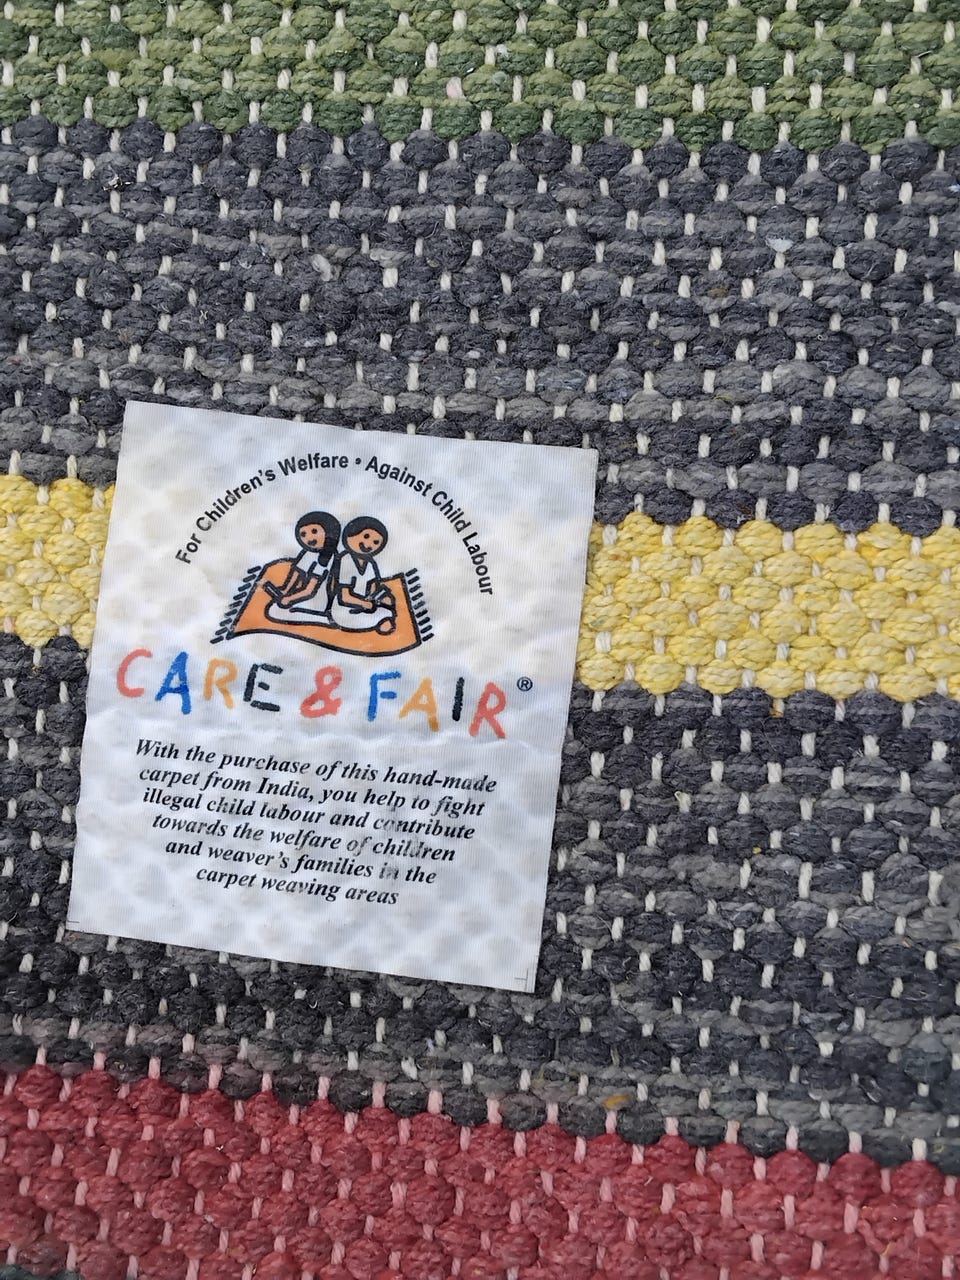 For Children's Welfare • Against Child Labour
CARE & FAIR®
With the purchase of this hand-made
carpet from India, you help to fight
illegal child labour and contribute
towards the welfare of children
and weaver's families in the
carpet weaving areas